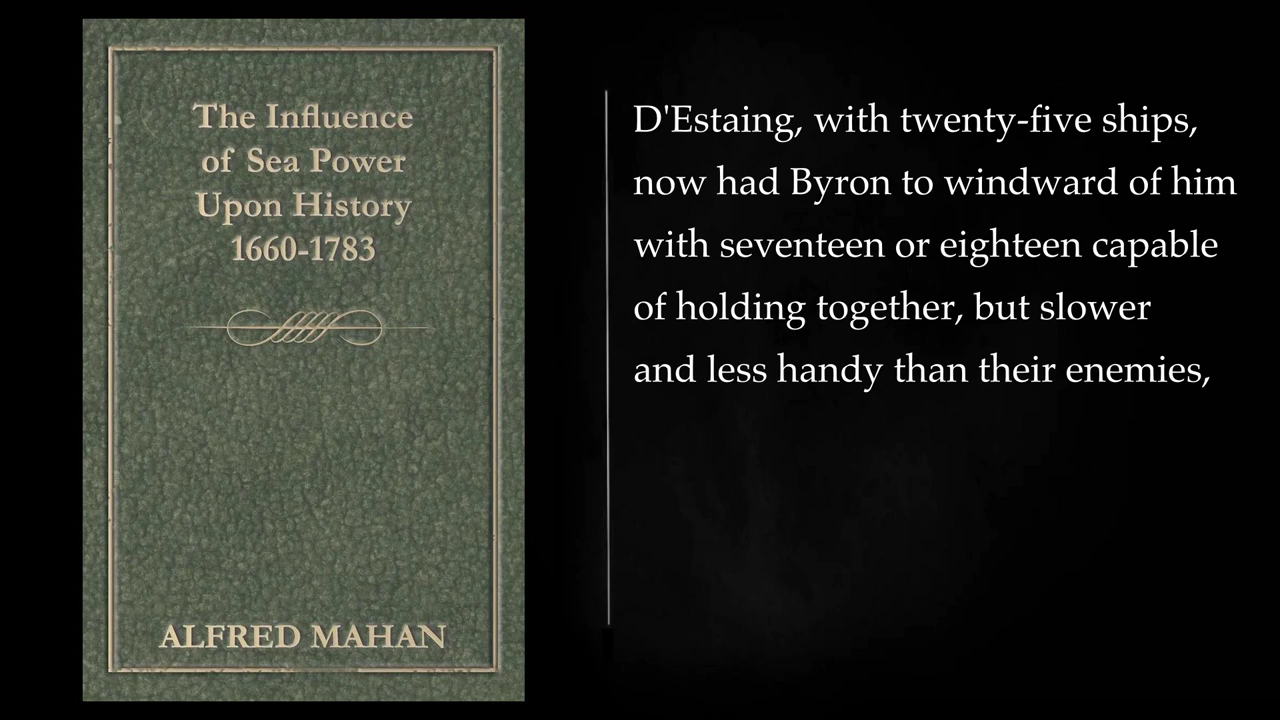 The Influence
of Sea Power
Upon History
1660-1783
ALFRED MAHAN
D'Estaing, with twenty-five ships,
now had Byron to windward of him
with seventeen or eighteen capable
of holding together, but slower
and less handy than their enemies,